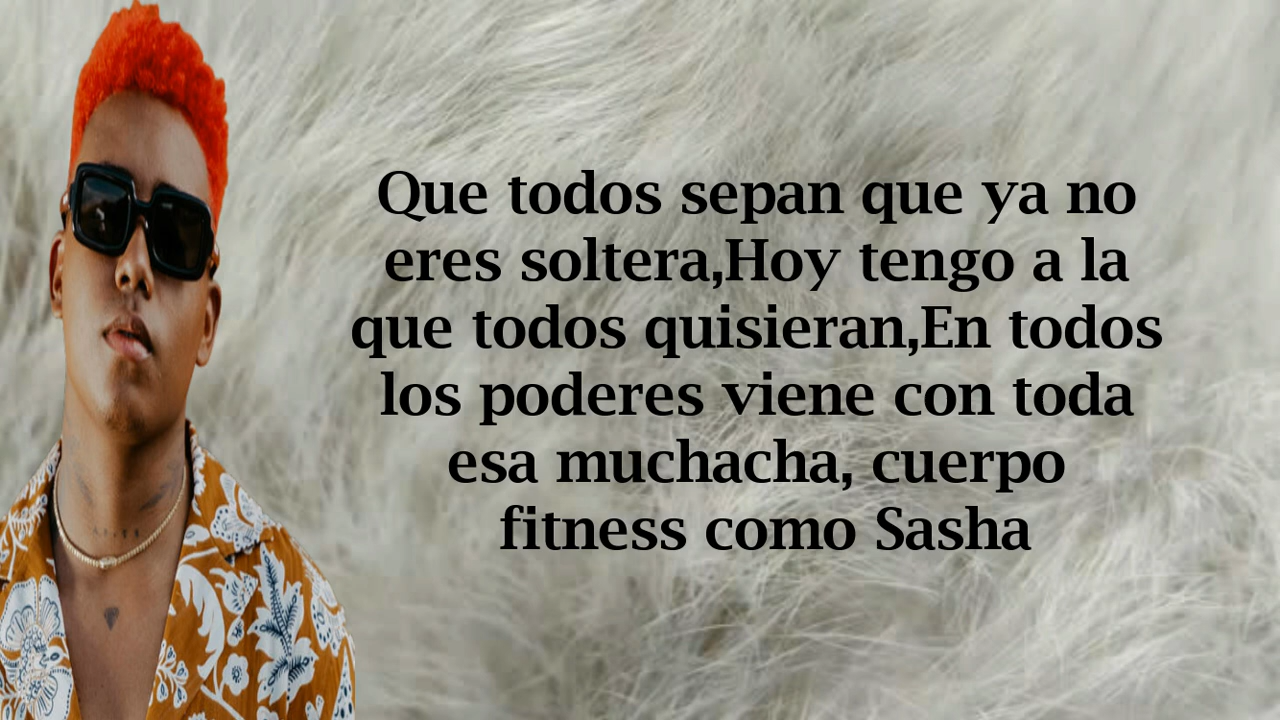 Que todos sepan que ya no
eres soltera,Hoy tengo a la
que todos quisieran,En todos
los poderes viene con toda
esa muchacha, cuerpo
fitness como Sasha